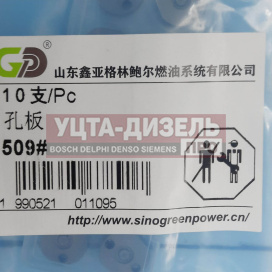 GP
山东鑫亚格林鲍尔燃油系统有限公司
10支/Pc
孔板
УЦТА-ДИЗЕЛЬ
509#
BOSCH DELPHI DENSO SIEMENS
990521 011095
www.sinogreenpower.cn/